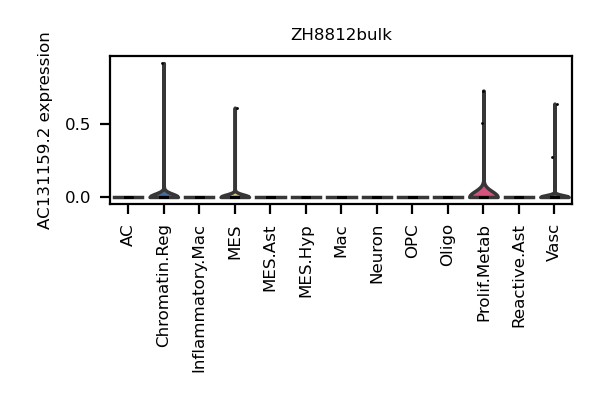 ZH8812bulk
AC131159.2 expression
0.5
0.0
AC
Chromatin.Reg
Inflammatory.Mac
MES
MES.Ast
MES.Hyp
Mac
Neuron
OPC
Oligo
Prolif.Metab
Reactive.Ast
Vasc